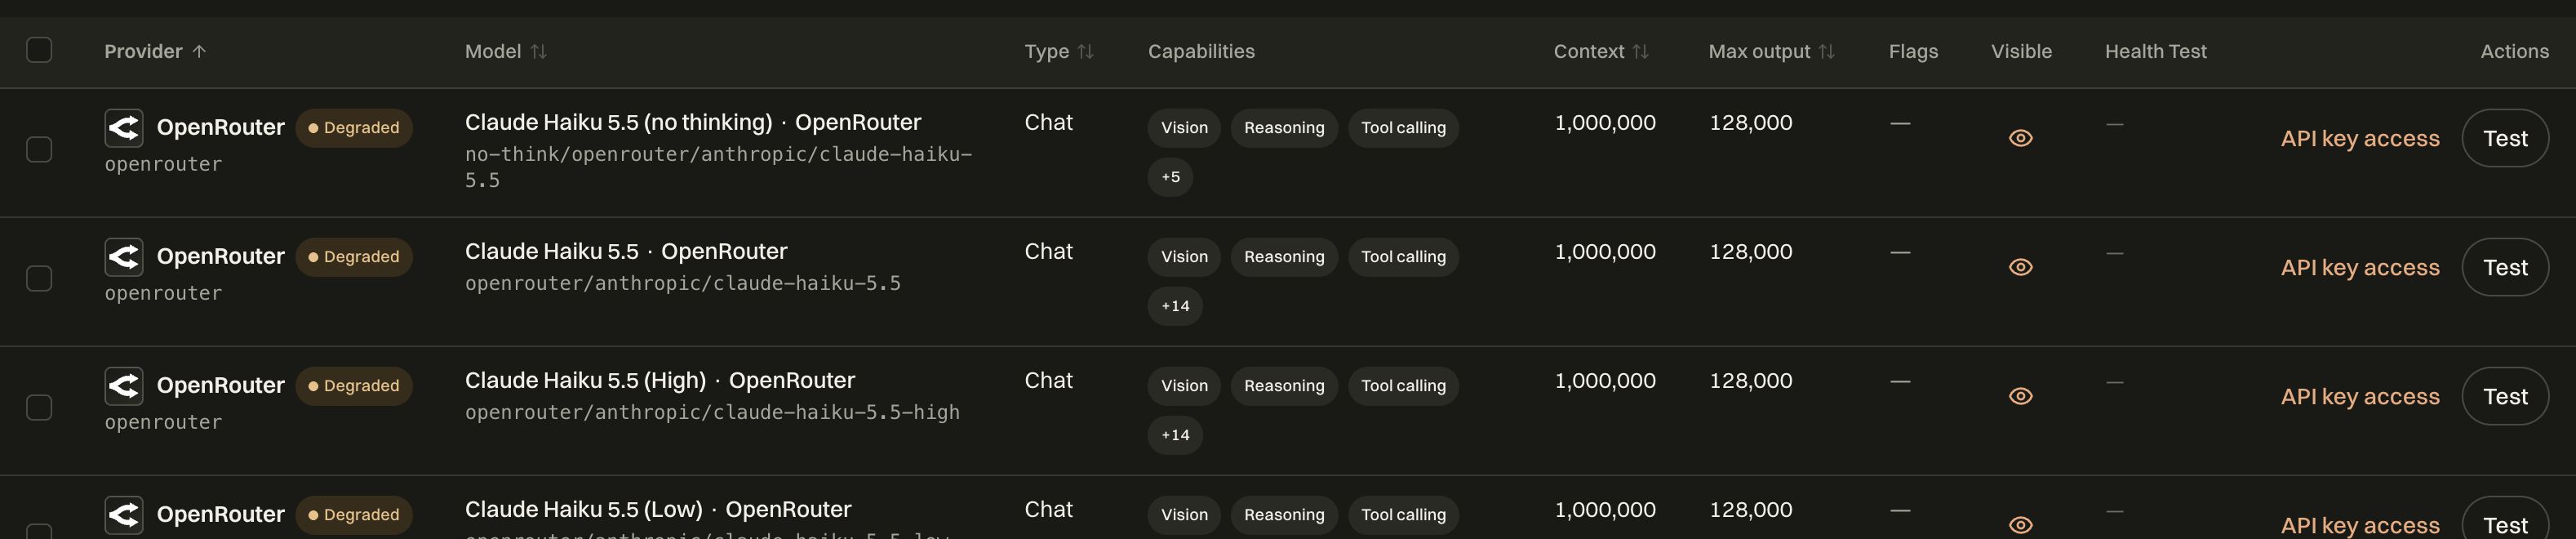 Provider ↑ Model ↑↓ Type ↑↓ Capabilities Context ↑↓ Max output ↑↓ Flags Visible Health Test Actions
OpenRouter Degraded Claude Haiku 5.5 (no thinking) · OpenRouter Chat Vision Reasoning Tool calling 1,000,000 128,000 — — API key access Test
openrouter no-think/openrouter/anthropic/claude-haiku-
5.5 +5
OpenRouter Degraded Claude Haiku 5.5 · OpenRouter Chat Vision Reasoning Tool calling 1,000,000 128,000 — — API key access Test
openrouter openrouter/anthropic/claude-haiku-5.5
+14
OpenRouter Degraded Claude Haiku 5.5 (High) · OpenRouter Chat Vision Reasoning Tool calling 1,000,000 128,000 — — API key access Test
openrouter openrouter/anthropic/claude-haiku-5.5-high
+14
OpenRouter Degraded Claude Haiku 5.5 (Low) · OpenRouter Chat Vision Reasoning Tool calling 1,000,000 128,000 — — API key access Test